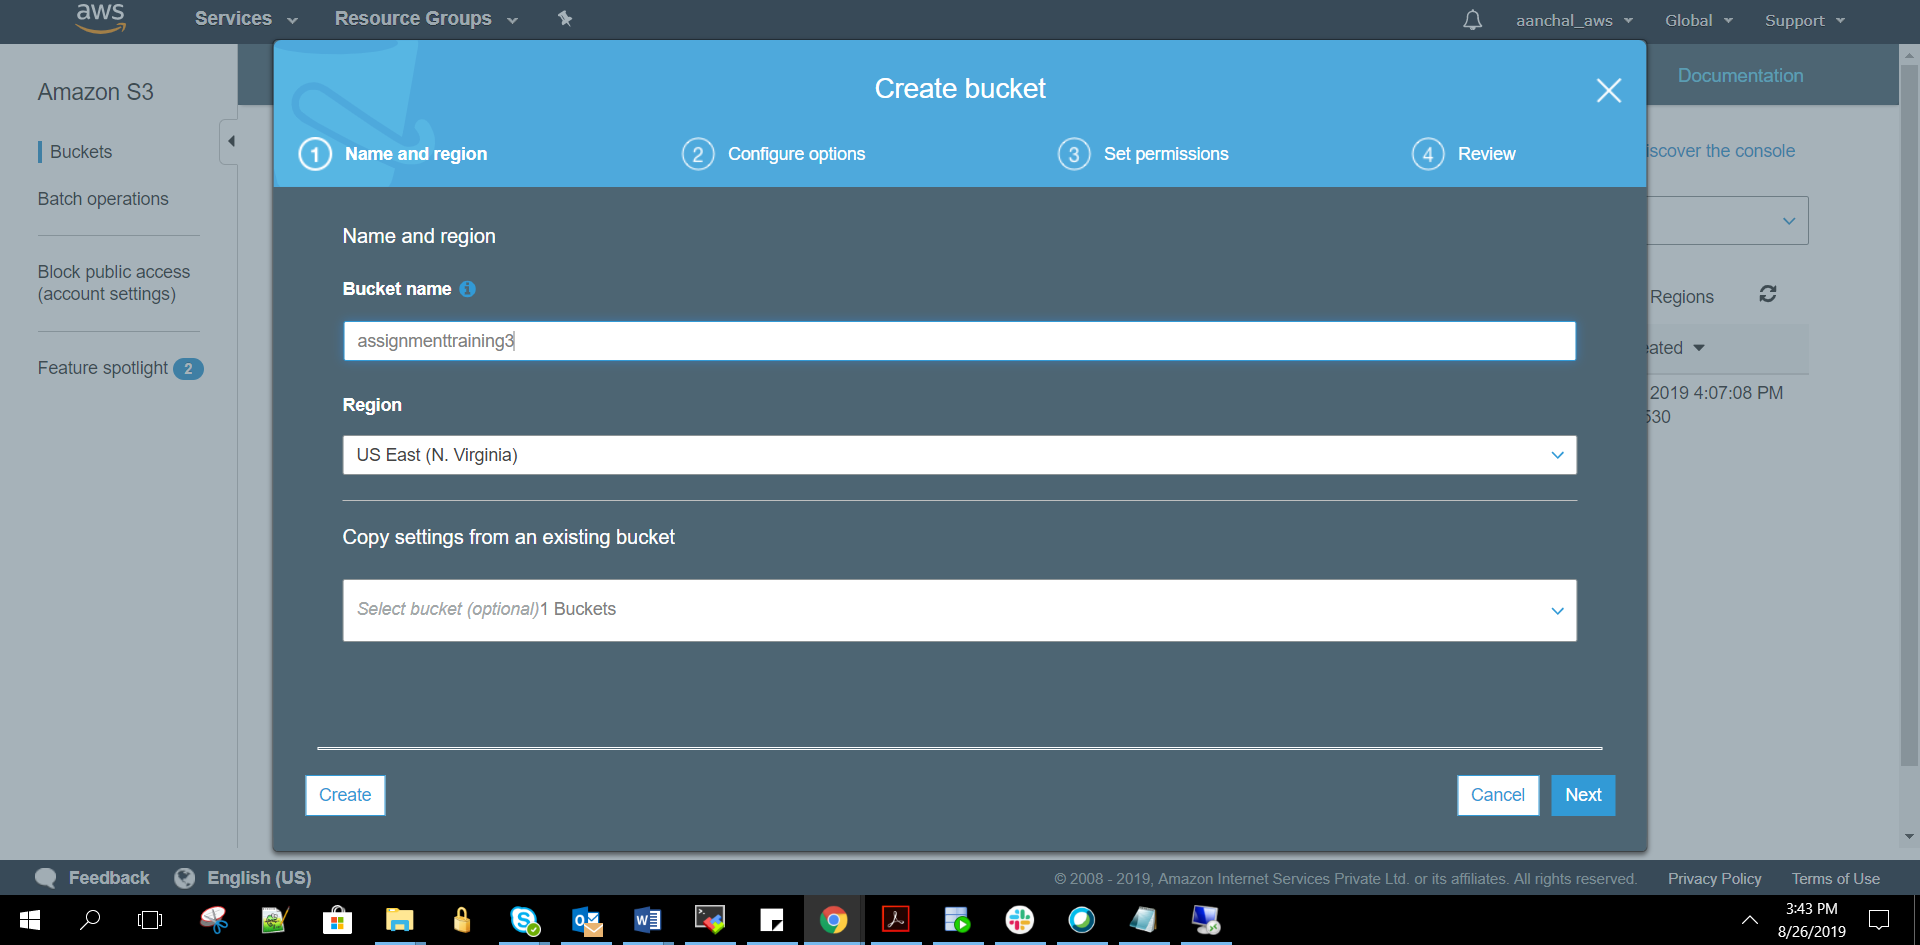 aws Services Resource Groups aanchal_aws Global Support
Amazon S3
Buckets
Batch operations
Block public access
(account settings)
Feature spotlight 2
Documentation
Create bucket
1 Name and region 2 Configure options 3 Set permissions 4 Review
iscover the console
Name and region
Bucket name
assignmenttraining3
Regions
Region
ated
US East (N. Virginia)
2019 4:07:08 PM
530
Copy settings from an existing bucket
Select bucket (optional)1 Buckets
Create Cancel Next
Feedback English (US) © 2008 - 2019, Amazon Internet Services Private Ltd. or its affiliates. All rights reserved. Privacy Policy Terms of Use
3:43 PM
8/26/2019